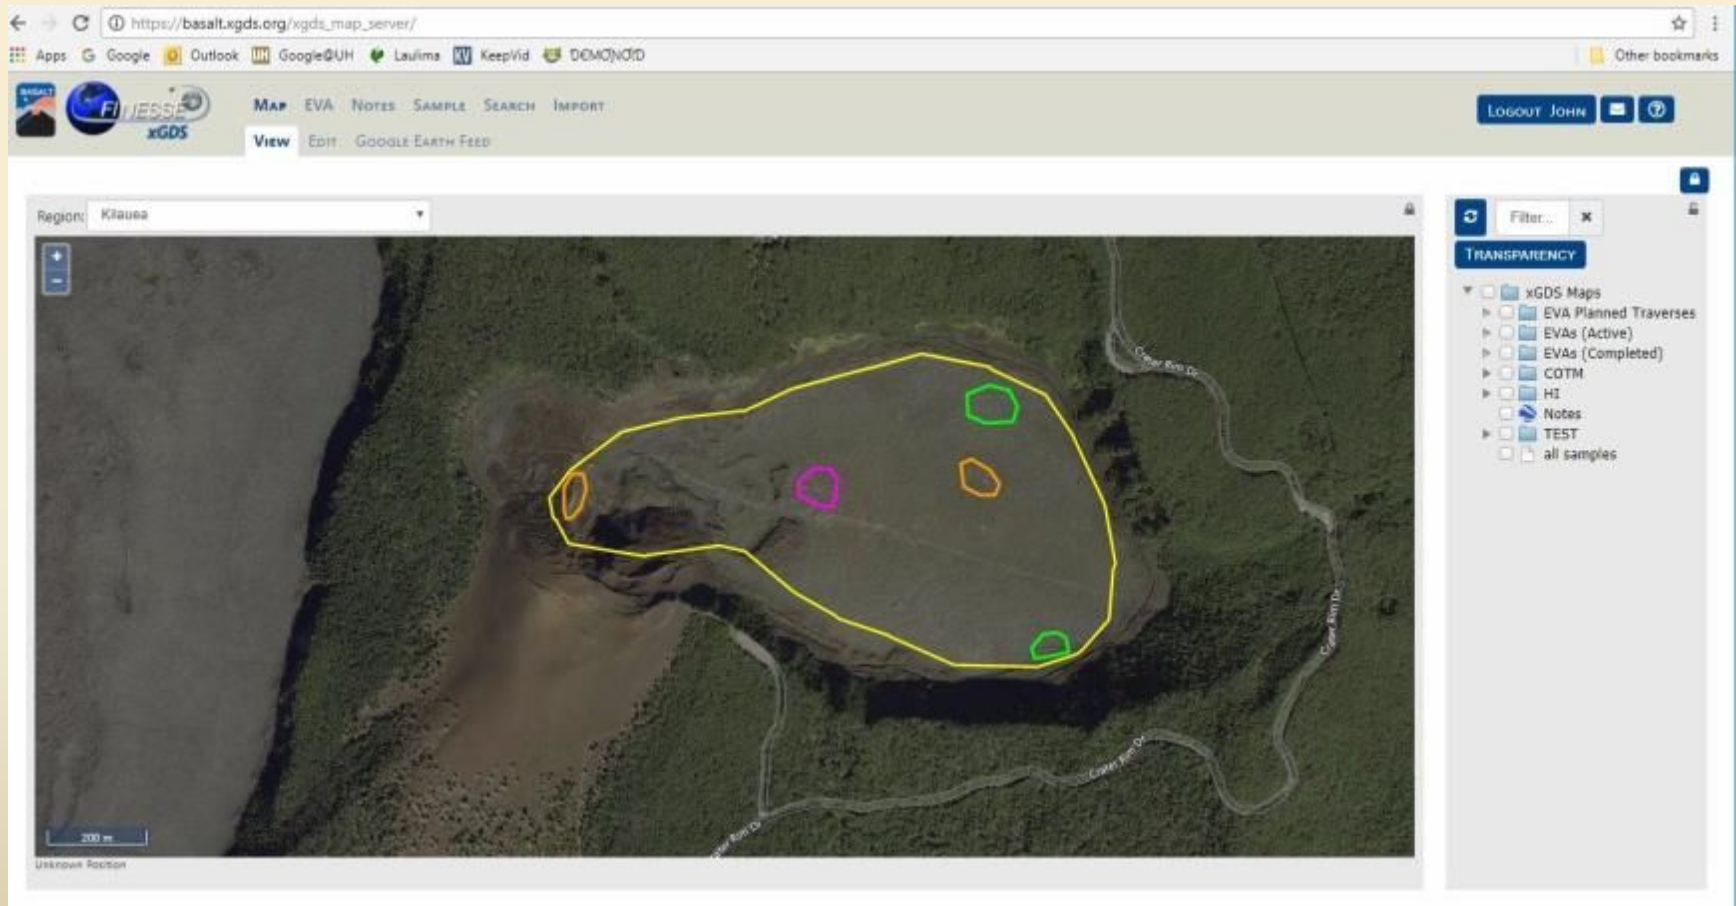 https://basalt.xgds.org/xgds_map_server/
Apps Google Outlook Google@UH Laulima KeepVid DEMONOID Other bookmarks
BASALT
FINESSE
xGDS
MAP EVA NOTES SAMPLE SEARCH IMPORT
LOGOUT JOHN
VIEW EDIT GOOGLE EARTH FEED
Region: Kilauea
Filter...
TRANSPARENCY
xGDS Maps
EVA Planned Traverses
EVAs (Active)
EVAs (Completed)
COTM
HI
Notes
TEST
all samples
Crater Rim Dr
Crater Rim Dr
Crater Rim Dr
ater Rim Dr
200 m
Unknown Position